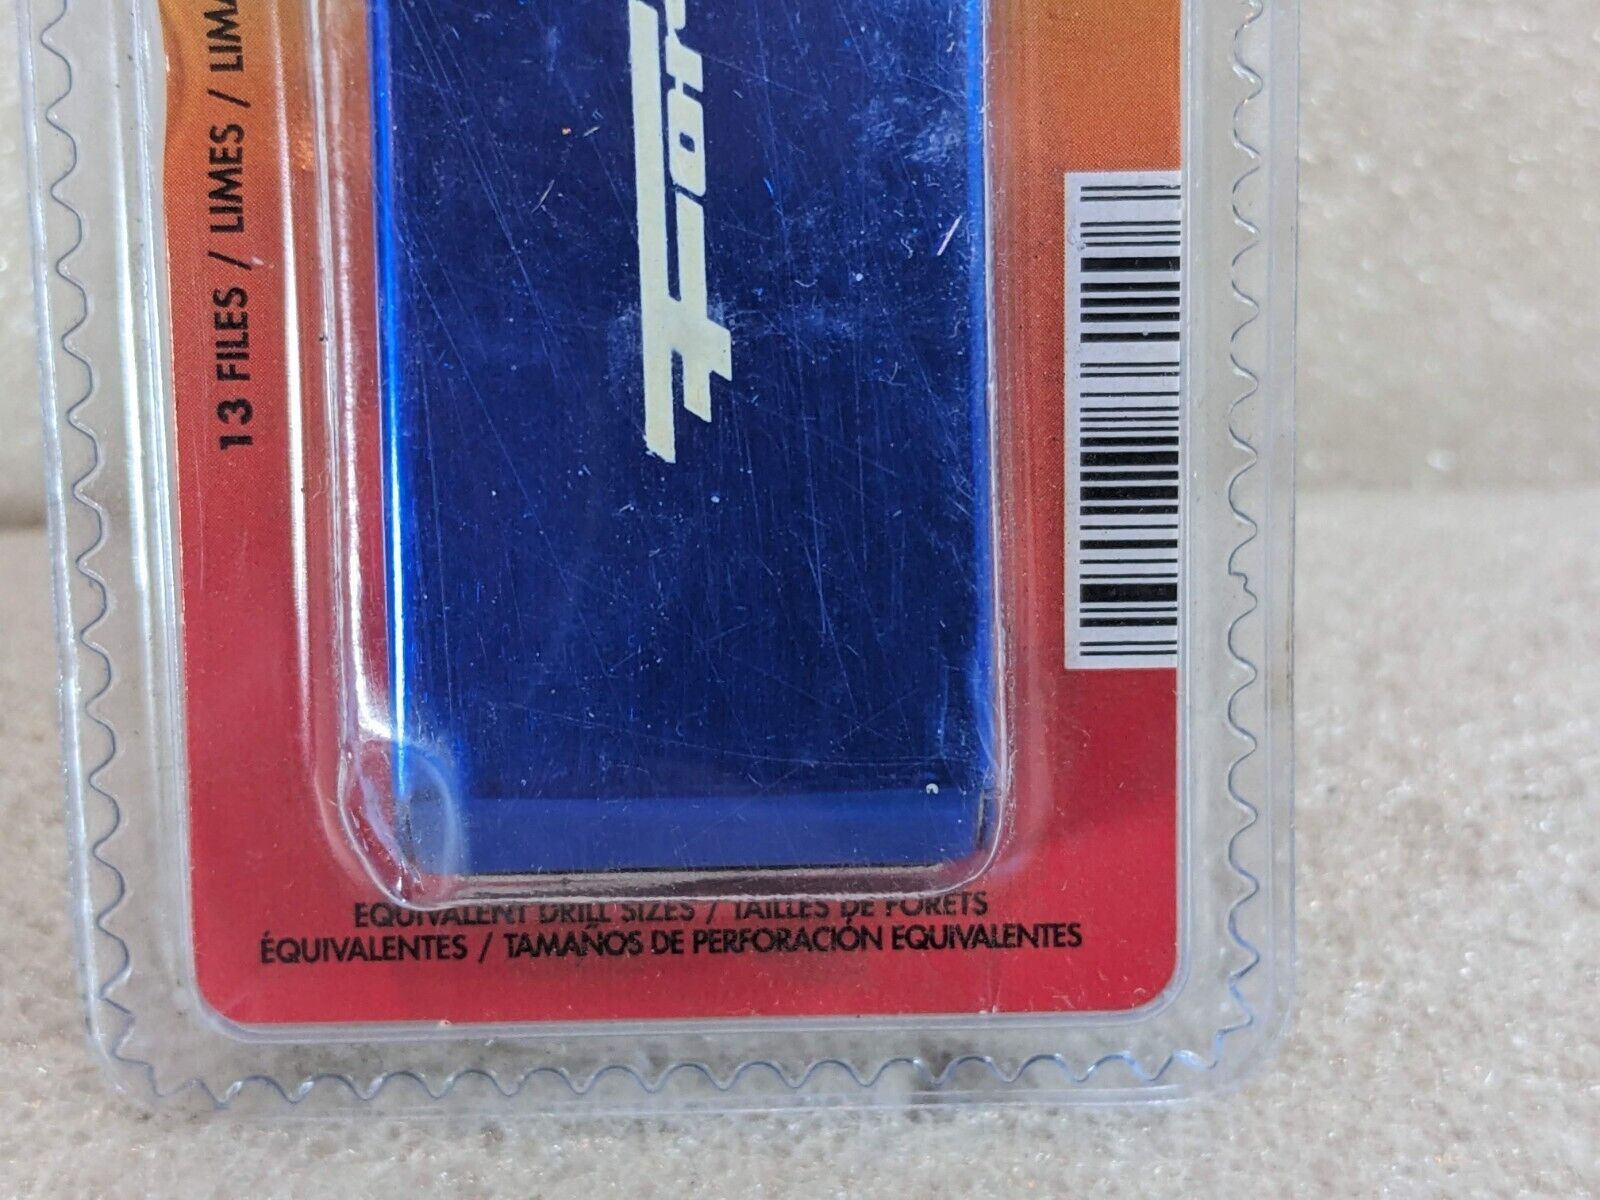 13 FILES / LIMES /
EQUIVALENT DRILL SIZES / TAILLES DE FORETS
ÉQUIVALENTES / TAMAÑOS DE PERFORACIÓN EQUIVALENTES